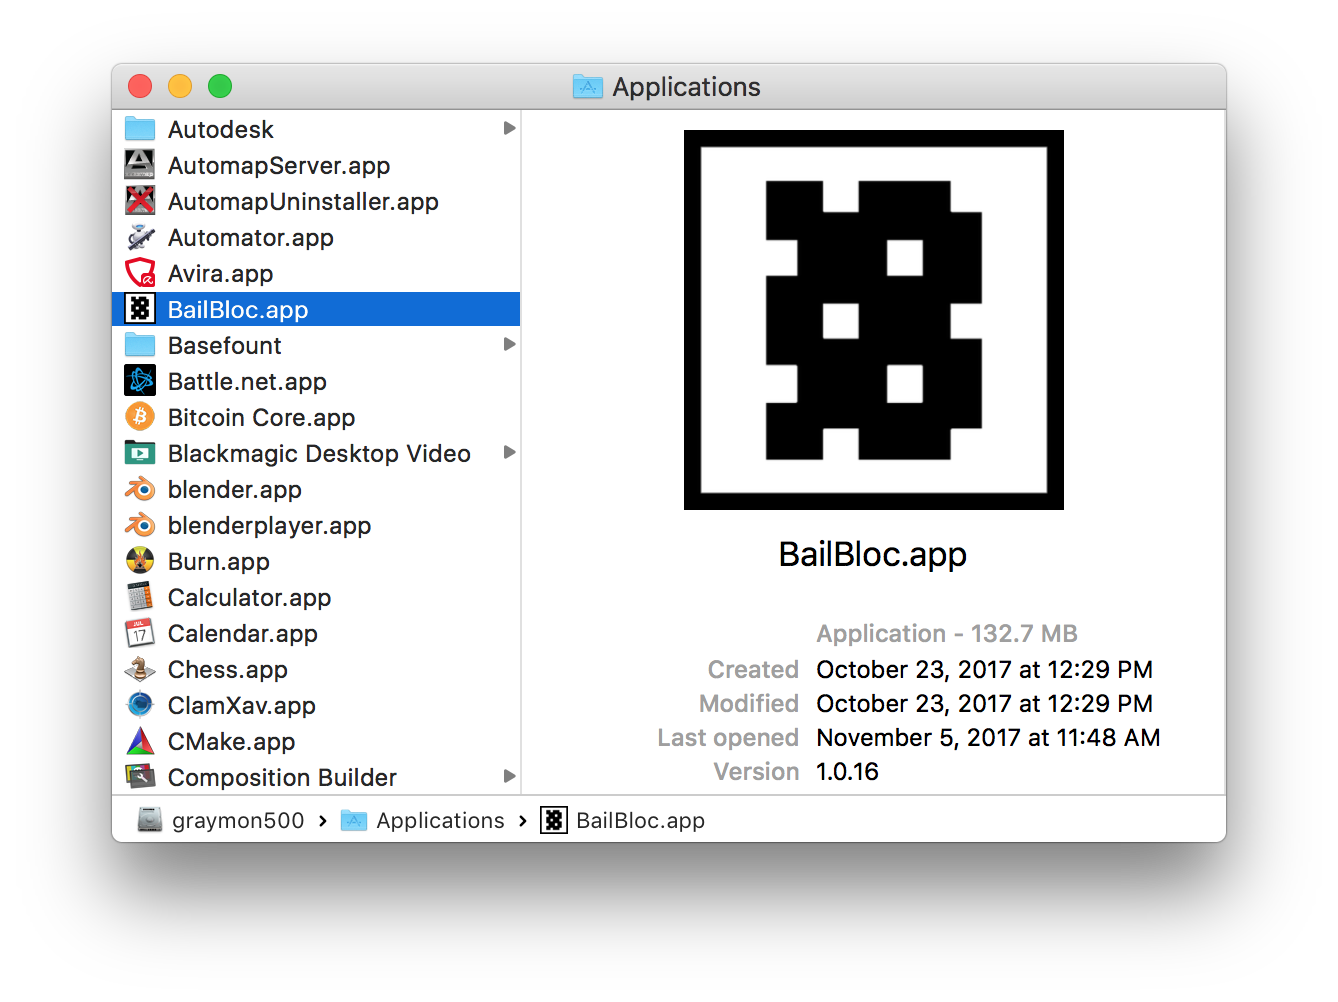 Applications
Autodesk
AutomapServer.app
AutomapUninstaller.app
Automator.app
Avira.app
BailBloc.app
Basefount
Battle.net.app
Bitcoin Core.app
Blackmagic Desktop Video
blender.app
blenderplayer.app
Burn.app
Calculator.app
JUL
17
Calendar.app
Chess.app
ClamXav.app
CMake.app
Composition Builder
BailBloc.app
Application - 132.7 MB
Created October 23, 2017 at 12:29 PM
Modified October 23, 2017 at 12:29 PM
Last opened November 5, 2017 at 11:48 AM
Version 1.0.16
graymon500 › Applications › BailBloc.app